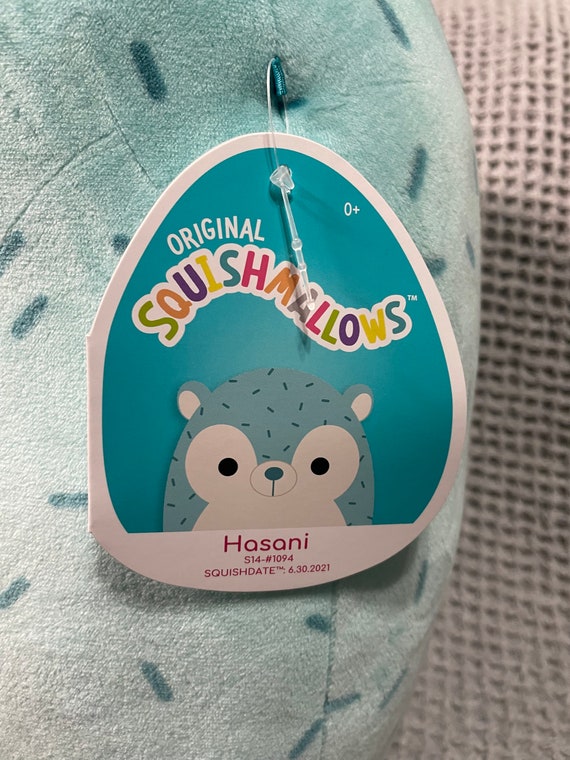 0+
ORIGINAL
SQUISHMALLOWS™
Hasani
S14-#1094
SQUISHDATE™: 6.30.2021